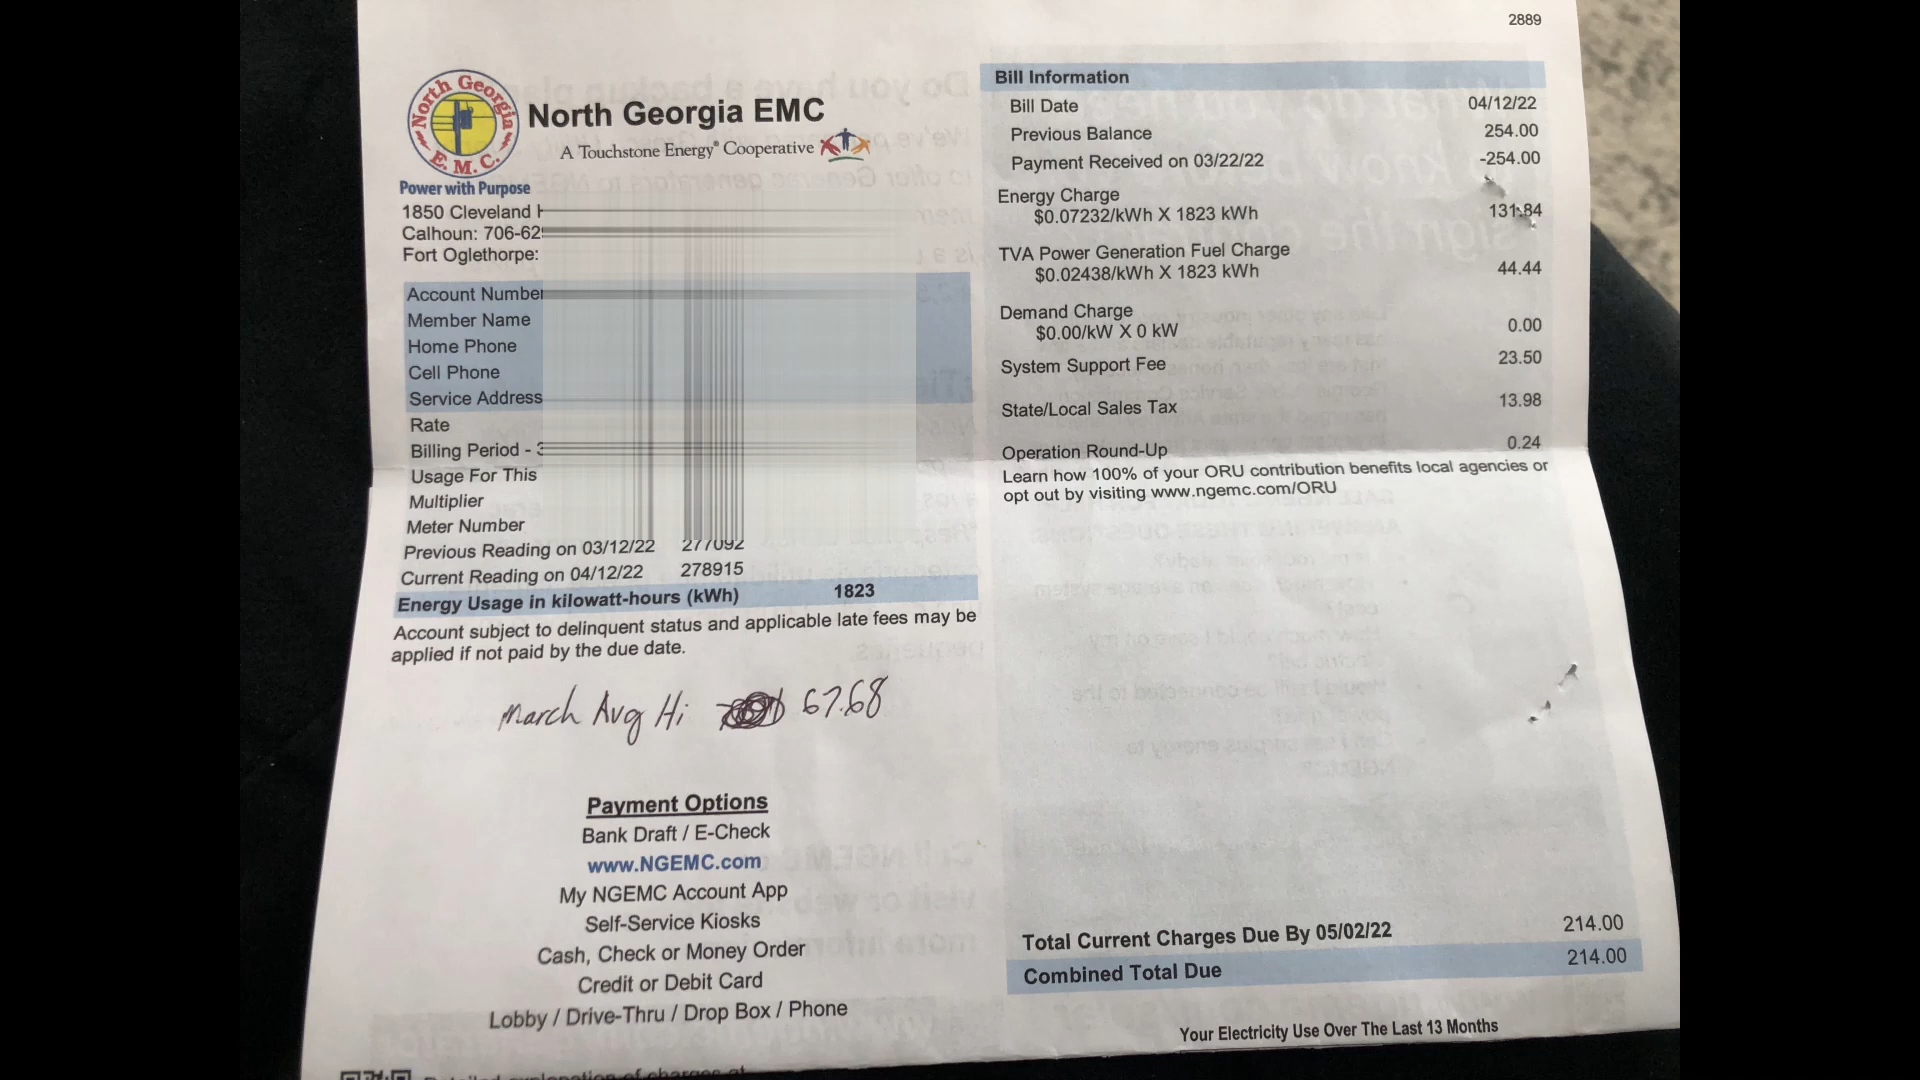 2889
North Georgia
E. M. C.
North Georgia EMC
A Touchstone Energy® Cooperative
Power with Purpose
1850 Cleveland
Calhoun: 706-62
Fort Oglethorpe:
Account Number
Member Name
Home Phone
Cell Phone
Service Address
Rate
Billing Period -
Usage For This
Multiplier
Meter Number
Previous Reading on 03/12/22 277092
Current Reading on 04/12/22 278915
Energy Usage in kilowatt-hours (kWh) 1823
Account subject to delinquent status and applicable late fees may be
applied if not paid by the due date.
March Avg Hi 67.68
Payment Options
Bank Draft / E-Check
www.NGEMC.com
My NGEMC Account App
Self-Service Kiosks
Cash, Check or Money Order
Credit or Debit Card
Lobby / Drive-Thru / Drop Box / Phone
Detailed explanation of charges at
Bill Information
Bill Date 04/12/22
Previous Balance 254.00
Payment Received on 03/22/22 -254.00
Energy Charge
$0.07232/kWh X 1823 kWh 131.84
TVA Power Generation Fuel Charge
$0.02438/kWh X 1823 kWh 44.44
Demand Charge
$0.00/kW X 0 kW 0.00
System Support Fee 23.50
State/Local Sales Tax 13.98
Operation Round-Up 0.24
Learn how 100% of your ORU contribution benefits local agencies or
opt out by visiting www.ngemc.com/ORU
Total Current Charges Due By 05/02/22 214.00
Combined Total Due 214.00
Your Electricity Use Over The Last 13 Months